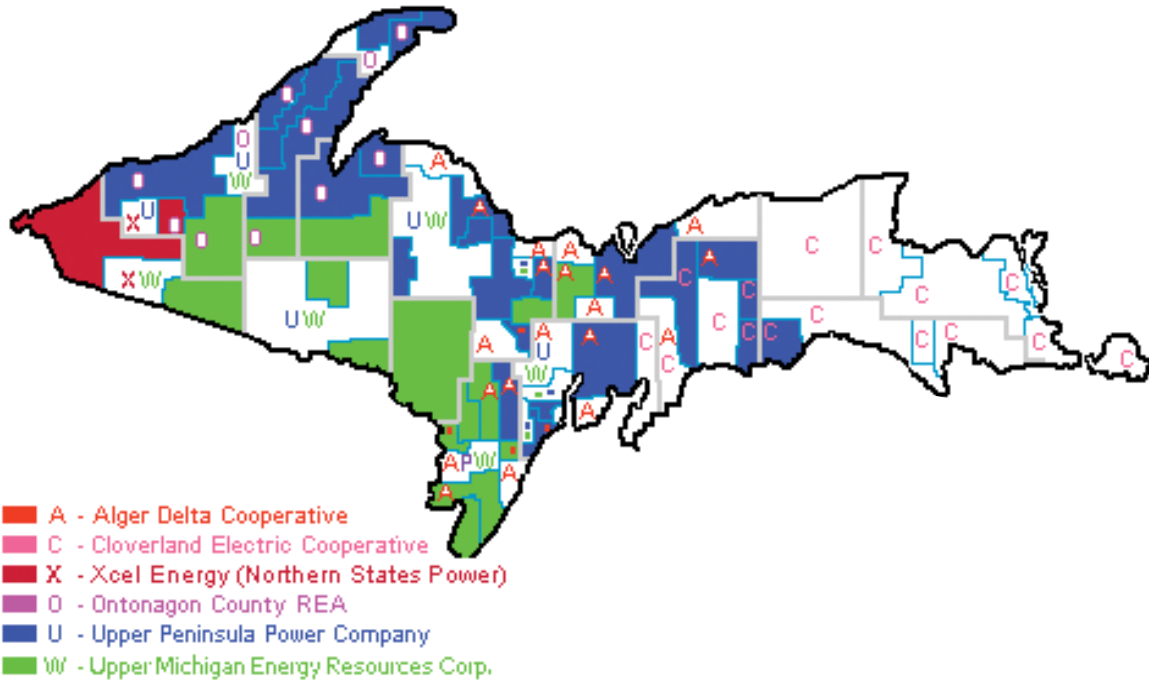 O
O
O
O
O
U
W
O
A
O
O
X U
O
O
O
X W
U W
A
U W
A
A
A
A
A
A
A
A
A
C
C
C
C
A
U
W
A
A
C
A
C
C
C
C
C
C
C
C
C
C
C
C
C
A
A
A
A P W
A
A
A - Alger Delta Cooperative
C - Cloverland Electric Cooperative
X - Xcel Energy (Northern States Power)
O - Ontonagon County REA
U - Upper Peninsula Power Company
W - Upper Michigan Energy Resources Corp.